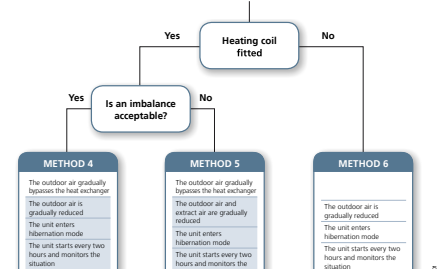 Yes
Heating coil
fitted
No
Yes
Is an imbalance
acceptable?
No
METHOD 4
The outdoor air gradually
bypasses the heat exchanger
The outdoor air is
gradually reduced
The unit enters
hibernation mode
The unit starts every two
hours and monitors the
situation
METHOD 5
The outdoor air gradually
bypasses the heat exchanger
The outdoor air and
extract air are gradually
reduced
The unit enters
hibernation mode
The unit starts every two
hours and monitors the
METHOD 6
The outdoor air is
gradually reduced
The unit enters
hibernation mode
The unit starts every two
hours and monitors the
situation